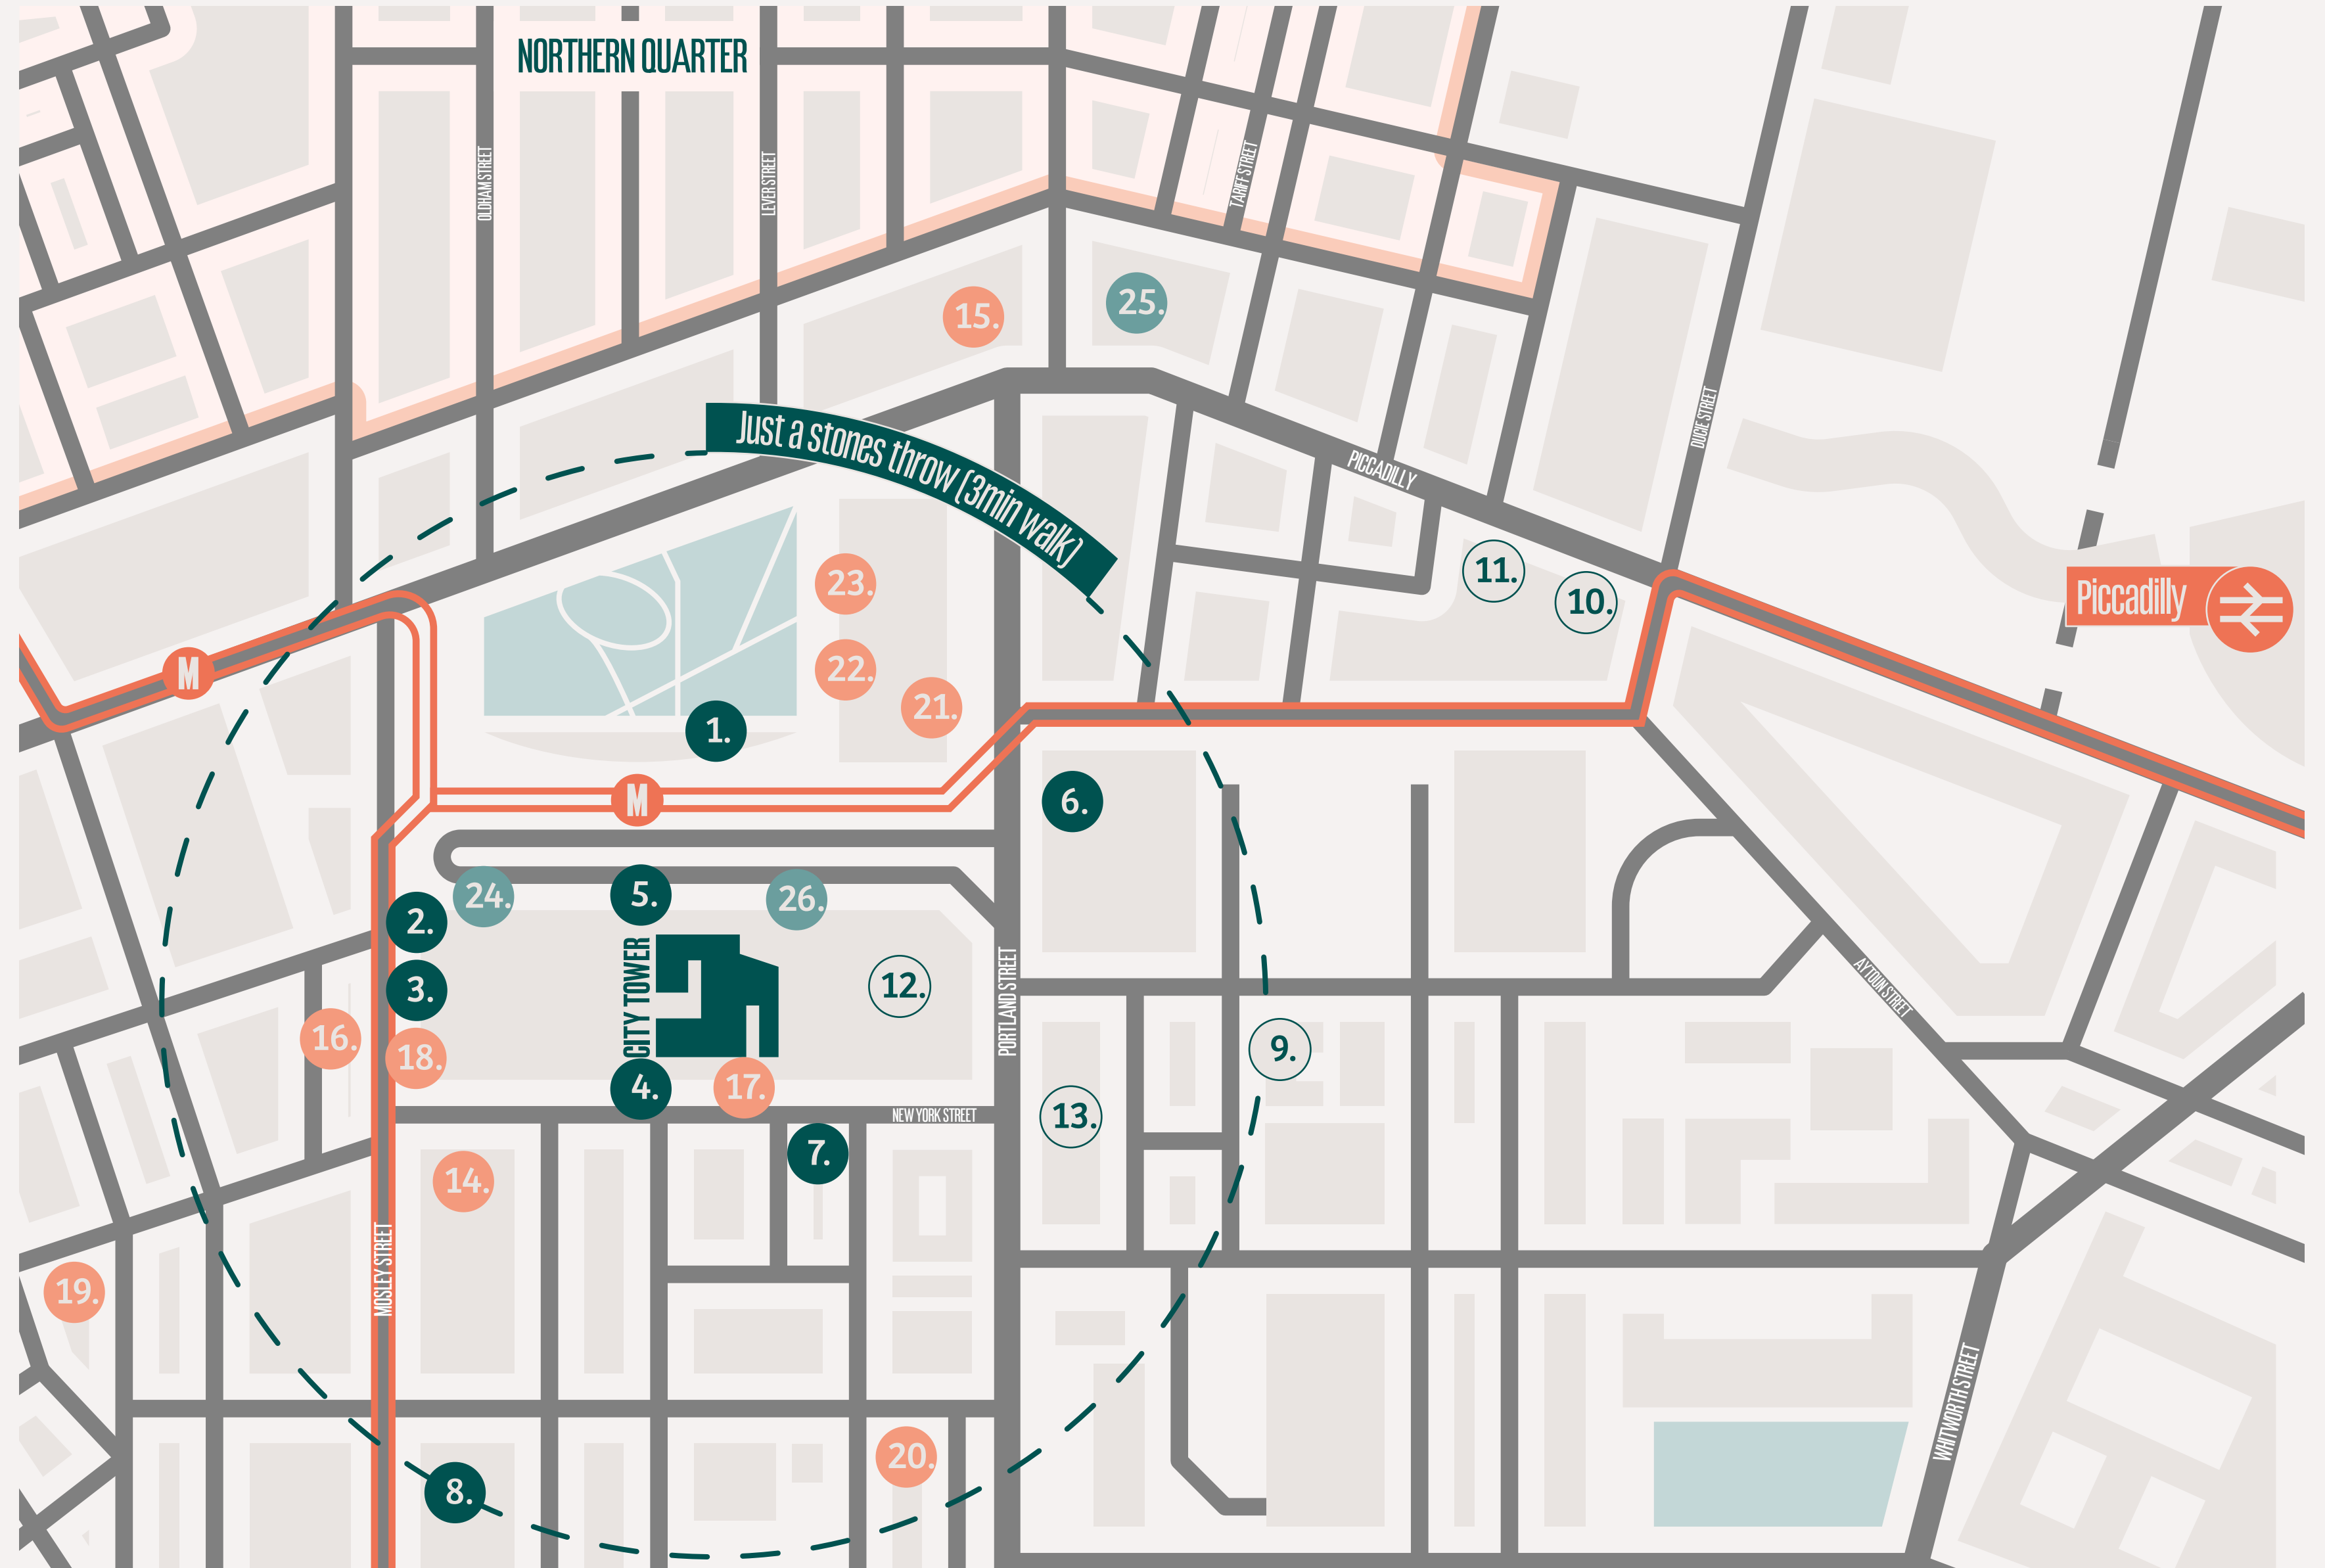 NORTHERN QUARTER
OLDHAM STREET
LEVER STREET
TARIFF STREET
15.
25.
Just a stones throw (3min walk)
PICCADILLY
DUCIE STREET
23.
11.
10.
Piccadilly
M
22.
21.
1.
M
6.
24.
5.
26.
2.
3.
CITY TOWER
12.
PORTLAND STREET
AYTOUN STREET
16.
18.
9.
4.
17.
NEW YORK STREET
13.
7.
14.
MOSLEY STREET
19.
WHITWORTH STREET
20.
8.